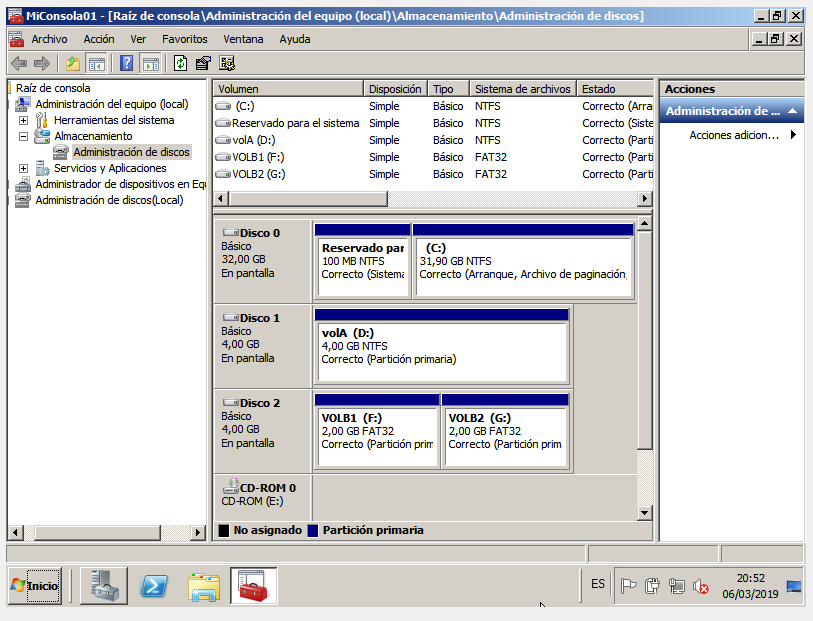 MiConsola01 - [Raíz de consola\Administración del equipo (local)\Almacenamiento\Administración de discos]
Archivo Acción Ver Favoritos Ventana Ayuda
Raíz de consola
Administración del equipo (local)
Herramientas del sistema
Almacenamiento
Administración de discos
Servicios y Aplicaciones
Administrador de dispositivos en Equ
Administración de discos(Local)
Volumen Disposición Tipo Sistema de archivos Estado
(C:) Simple Básico NTFS Correcto (Arra
Reservado para el sistema Simple Básico NTFS Correcto (Siste
volA (D:) Simple Básico NTFS Correcto (Parti
VOLB1 (F:) Simple Básico FAT32 Correcto (Parti
VOLB2 (G:) Simple Básico FAT32 Correcto (Parti
Disco 0
Básico
32,00 GB
En pantalla
Reservado par
100 MB NTFS
Correcto (Sistema
(C:)
31,90 GB NTFS
Correcto (Arranque, Archivo de paginación,
Disco 1
Básico
4,00 GB
En pantalla
volA (D:)
4,00 GB NTFS
Correcto (Partición primaria)
Disco 2
Básico
4,00 GB
En pantalla
VOLB1 (F:)
2,00 GB FAT32
Correcto (Partición prim
VOLB2 (G:)
2,00 GB FAT32
Correcto (Partición prim
CD-ROM 0
CD-ROM (E:)
No asignado Partición primaria
Acciones
Administración de ...
Acciones adicion...
Inicio
ES
20:52
06/03/2019